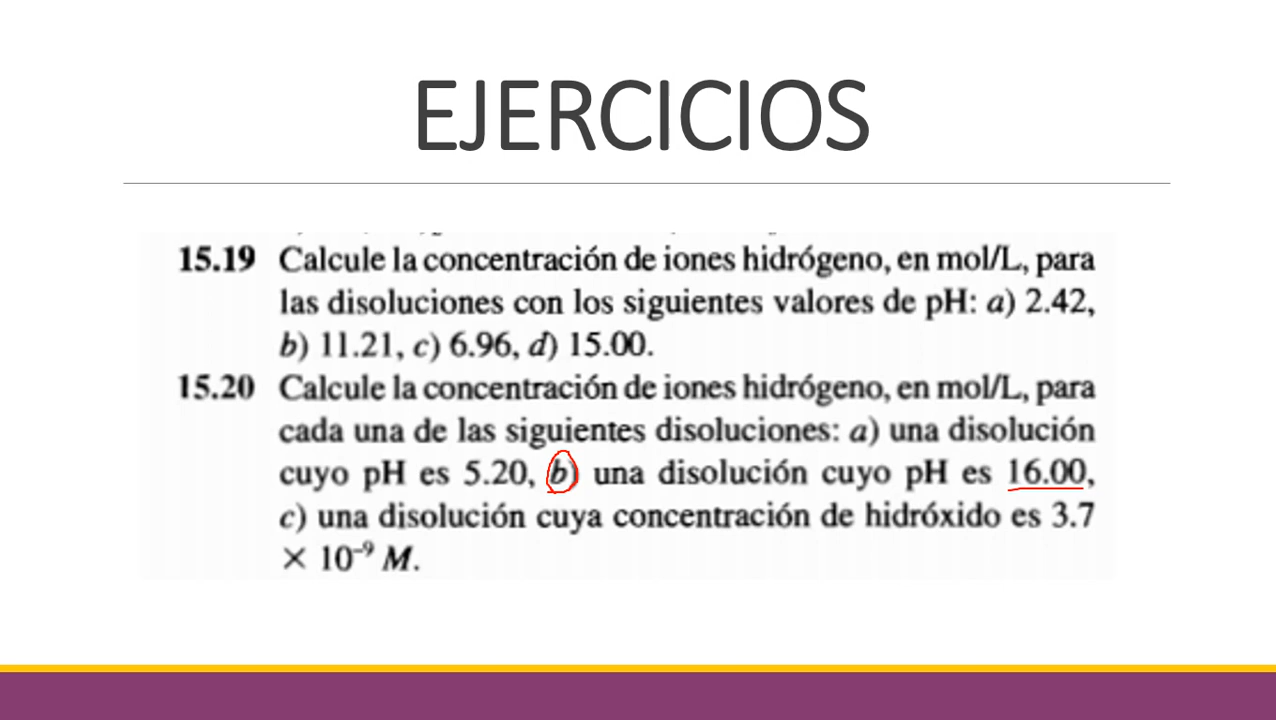 EJERCICIOS
15.19 Calcule la concentración de iones hidrógeno, en mol/L, para
las disoluciones con los siguientes valores de pH: a) 2.42,
b) 11.21, c) 6.96, d) 15.00.
15.20 Calcule la concentración de iones hidrógeno, en mol/L, para
cada una de las siguientes disoluciones: a) una disolución
cuyo pH es 5.20, b) una disolución cuyo pH es 16.00,
c) una disolución cuya concentración de hidróxido es 3.7
× 10⁻⁹ M.